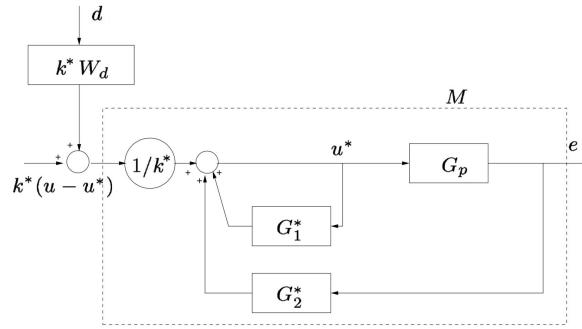 d
k* W_d
M
+
+
k*(u − u*)
1/k*
+
+
+
u*
G_p
e
G_1*
G_2*